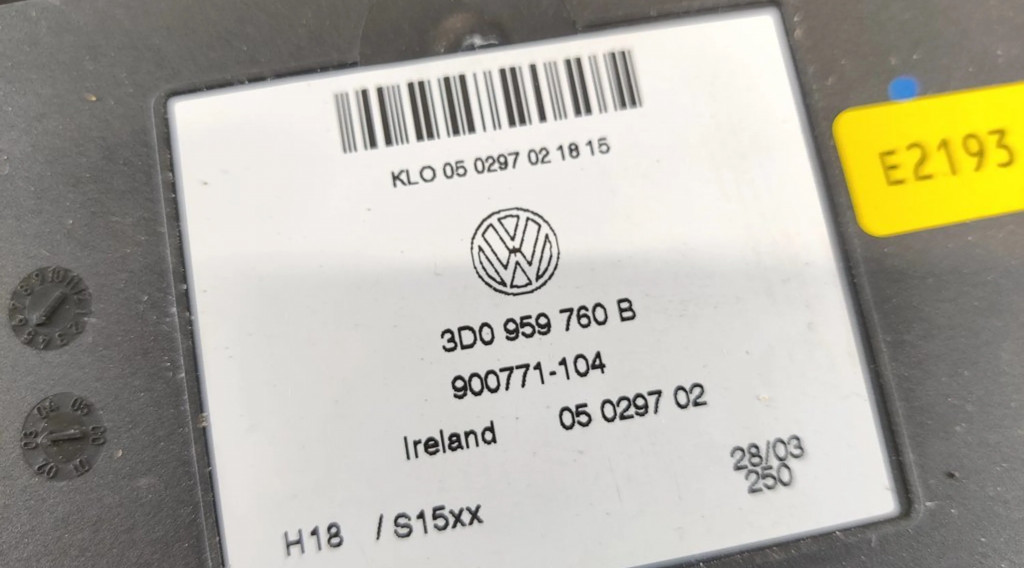 KLO 05 0297 02 18 15
VW
3D0 959 760 B
900771-104
Ireland 05 0297 02
28/03
250
H18 /S15xx
E2193